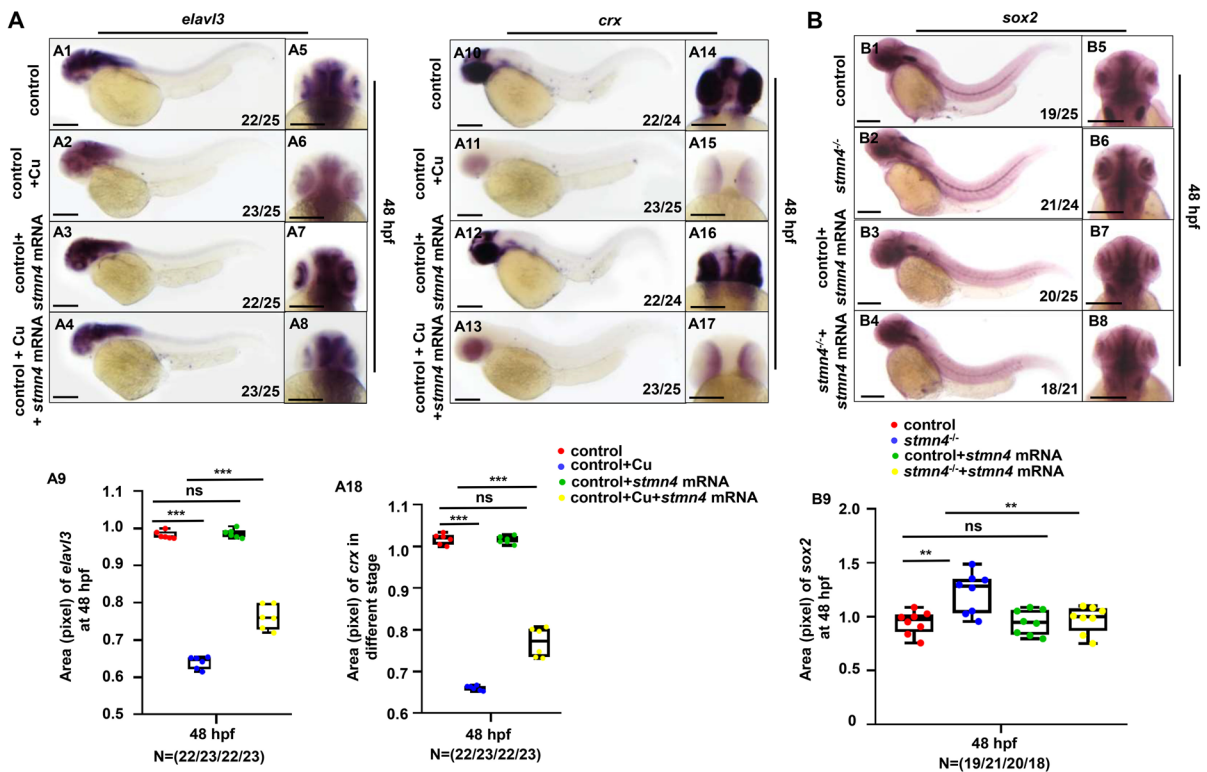 A
elavl3
crx
B
sox2
control
A1
A5
22/25
control
+Cu
A2
A6
23/25
control+
stmn4 mRNA
A3
A7
22/25
control + Cu
+ stmn4 mRNA
A4
A8
23/25
48 hpf
control
A10
A14
22/24
control
+Cu
A11
A15
23/25
control+
stmn4 mRNA
A12
A16
22/24
control + Cu
+stmn4 mRNA
A13
A17
23/25
48 hpf
control
B1
B5
19/25
stmn4-/-
B2
B6
21/24
control+
stmn4 mRNA
B3
B7
20/25
stmn4-/-+
stmn4 mRNA
B4
B8
18/21
48 hpf
A9
***
ns
***
Area (pixel) of elavl3
at 48 hpf
1.1
1.0
0.9
0.8
0.7
0.6
0.5
48 hpf
N=(22/23/22/23)
A18
control
control+Cu
control+stmn4 mRNA
control+Cu+stmn4 mRNA
***
ns
***
Area (pixel) of crx in
different stage
1.1
1.0
0.9
0.8
0.7
0.6
48 hpf
N=(22/23/22/23)
control
stmn4-/-
control+stmn4 mRNA
stmn4-/-+stmn4 mRNA
B9
**
ns
**
Area (pixel) of sox2
at 48 hpf
2.0
1.5
1.0
0.5
0
48 hpf
N=(19/21/20/18)